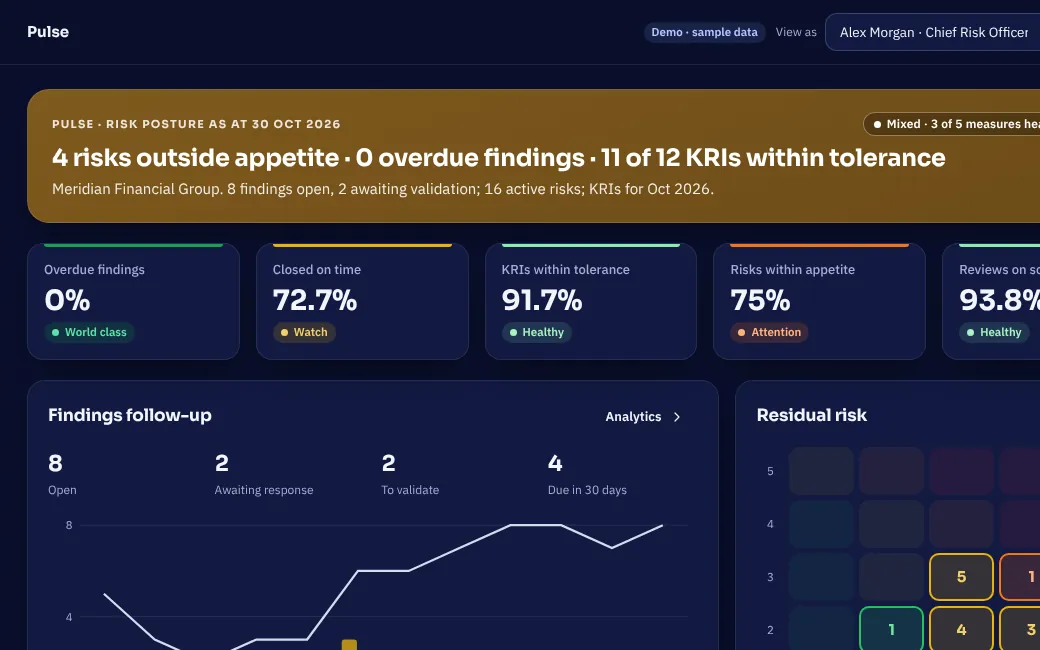 Pulse
Demo · sample data
View as
Alex Morgan · Chief Risk Officer
PULSE · RISK POSTURE AS AT 30 OCT 2026
Mixed · 3 of 5 measures hea
4 risks outside appetite · 0 overdue findings · 11 of 12 KRIs within tolerance
Meridian Financial Group. 8 findings open, 2 awaiting validation; 16 active risks; KRIs for Oct 2026.
Overdue findings
0%
World class
Closed on time
72.7%
Watch
KRIs within tolerance
91.7%
Healthy
Risks within appetite
75%
Attention
Reviews on sc
93.8%
Healthy
Findings follow-up
Analytics
8
Open
2
Awaiting response
2
To validate
4
Due in 30 days
8
4
Residual risk
5
4
3
5
1
2
1
4
3